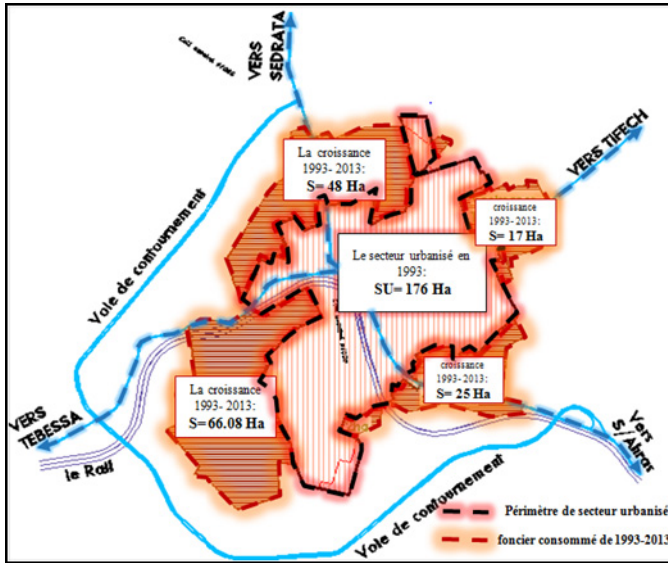 VERS
SEDRATA
VERS TIFECH
La croissance
1993- 2013:
S= 48 Ha
croissance
1993- 2013:
S= 17 Ha
Voie de contournement
Le secteur urbanisé en
1993:
SU= 176 Ha
La croissance
1993- 2013:
S= 66.08 Ha
croissance
1993- 2013:
S= 25 Ha
VERS
TEBESSA
le Rail
Vers
S/Ahras
Voie de contournement
Périmètre de secteur urbanisé
foncier consommé de 1993-2013